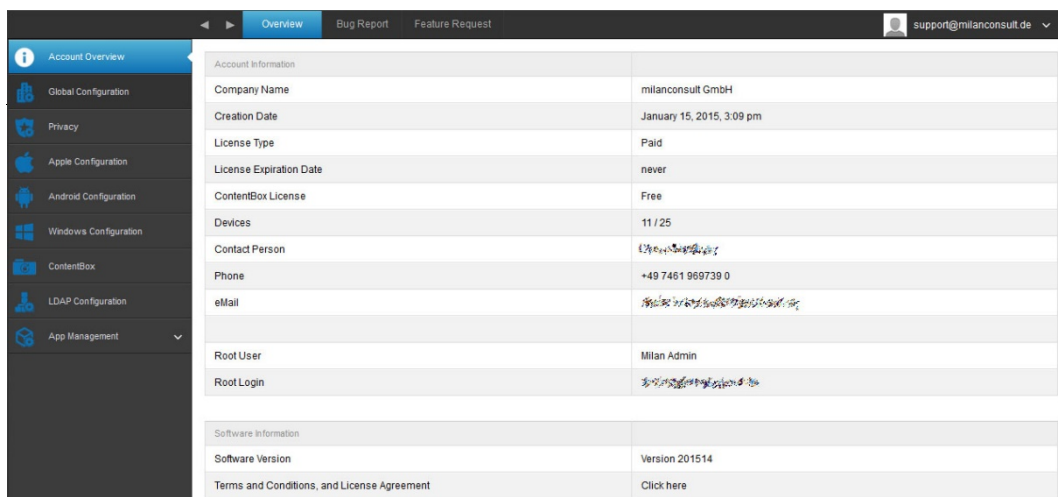 Overview Bug Report Feature Request support@milanconsult.de
Account Overview
Global Configuration
Privacy
Apple Configuration
Android Configuration
Windows Configuration
ContentBox
LDAP Configuration
App Management
Account Information
Company Name milanconsult GmbH
Creation Date January 15, 2015, 3:09 pm
License Type Paid
License Expiration Date never
ContentBox License Free
Devices 11 / 25
Contact Person
Phone +49 7461 969739 0
eMail
Root User Milan Admin
Root Login
Software Information
Software Version Version 201514
Terms and Conditions, and License Agreement Click here